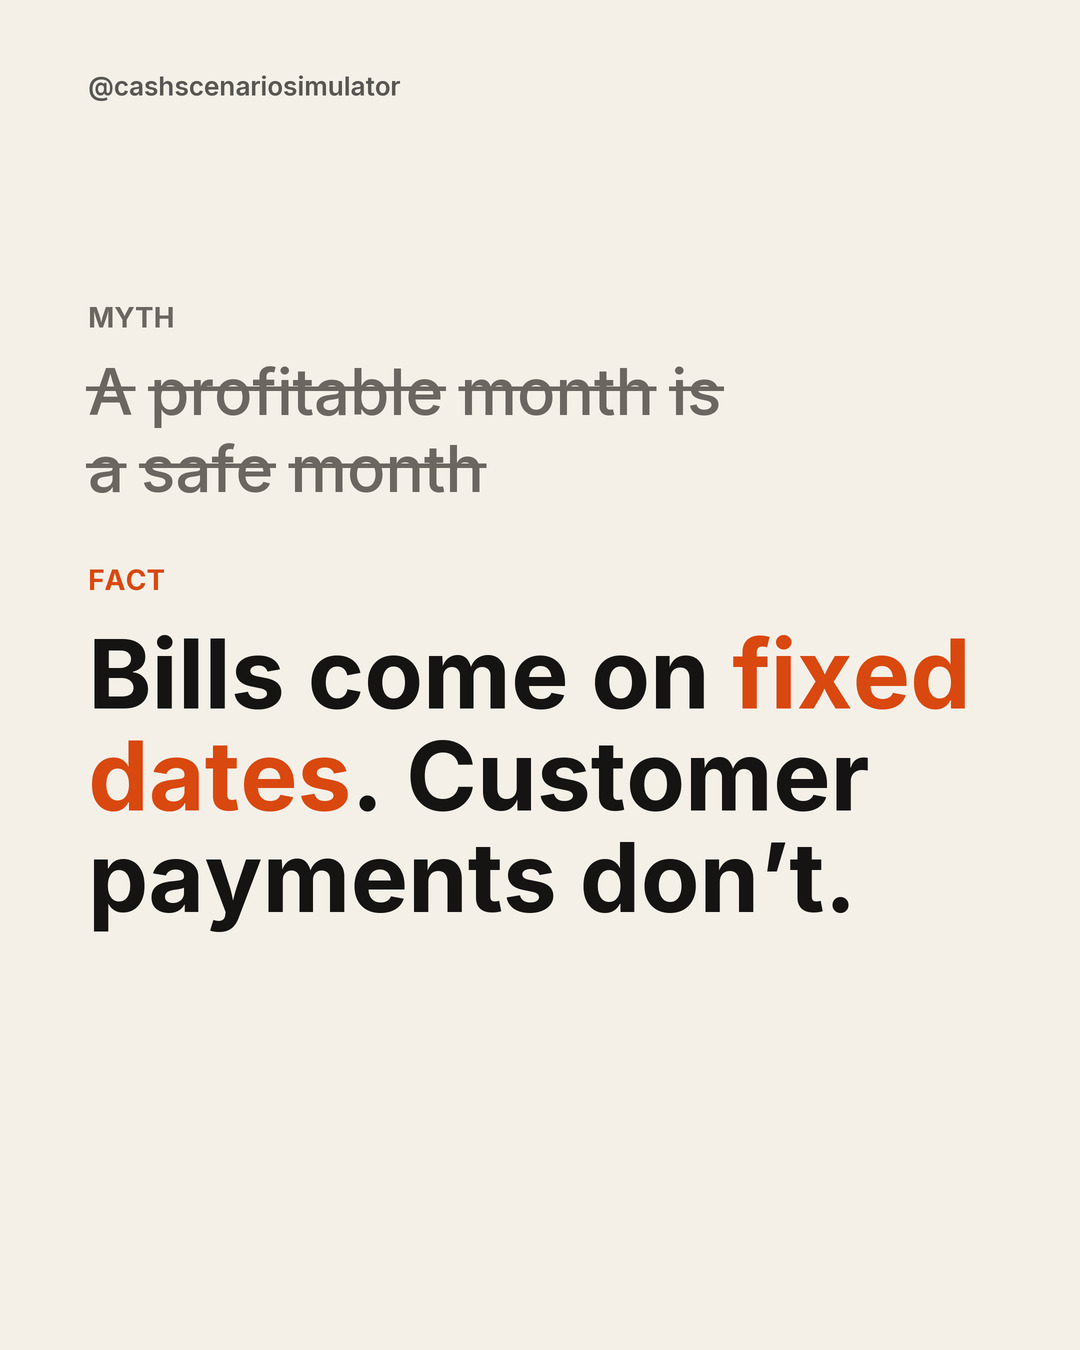 @cashscenariosimulator
MYTH
A profitable month is
a safe month
FACT
Bills come on fixed
dates. Customer
payments don’t.